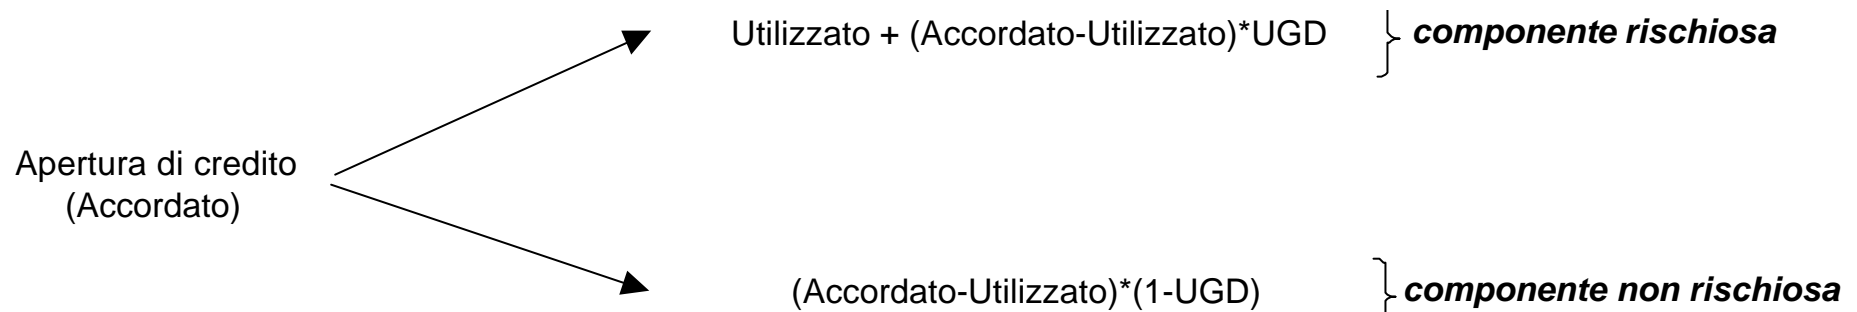 Utilizzato + (Accordato-Utilizzato)*UGD
componente rischiosa
Apertura di credito
(Accordato)
(Accordato-Utilizzato)*(1-UGD)
componente non rischiosa